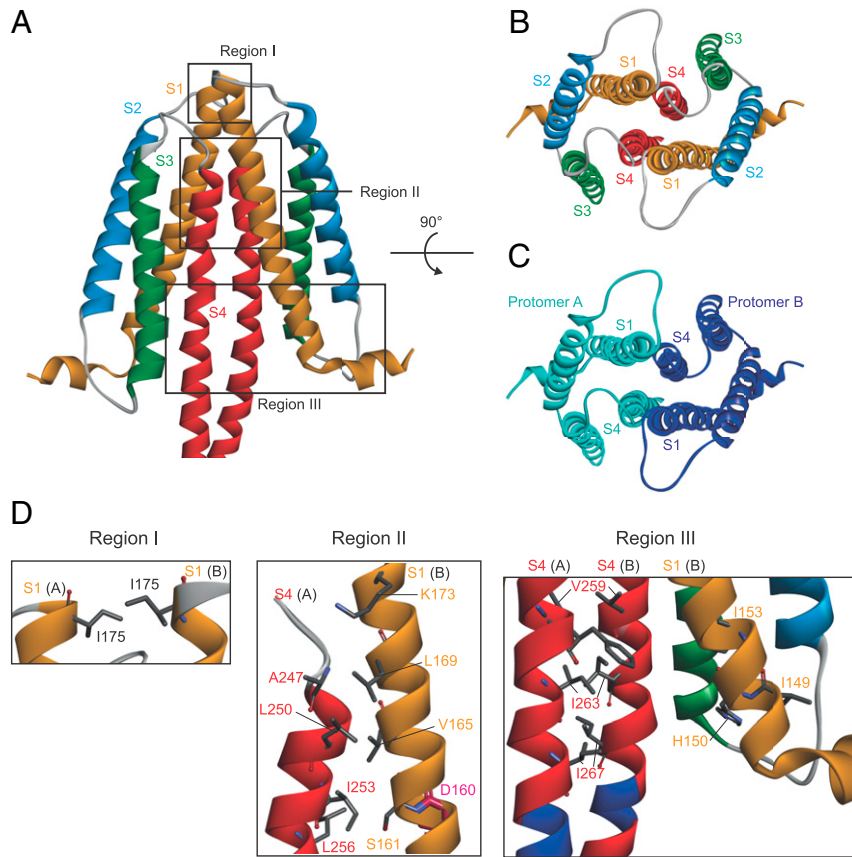 A
Region I
S1
S2
S3
Region II
S4
Region III
90°
B
S3
S1
S4
S2
S4
S1
S2
S3
C
Protomer A
Protomer B
S1
S4
S4
S1
D
Region I
S1 (A)
I175
S1 (B)
I175
Region II
S4 (A)
S1 (B)
K173
A247
L169
L250
V165
I253
D160
L256
S161
Region III
S4 (A) S4 (B) S1 (B)
V259
I153
I263
I149
H150
I267